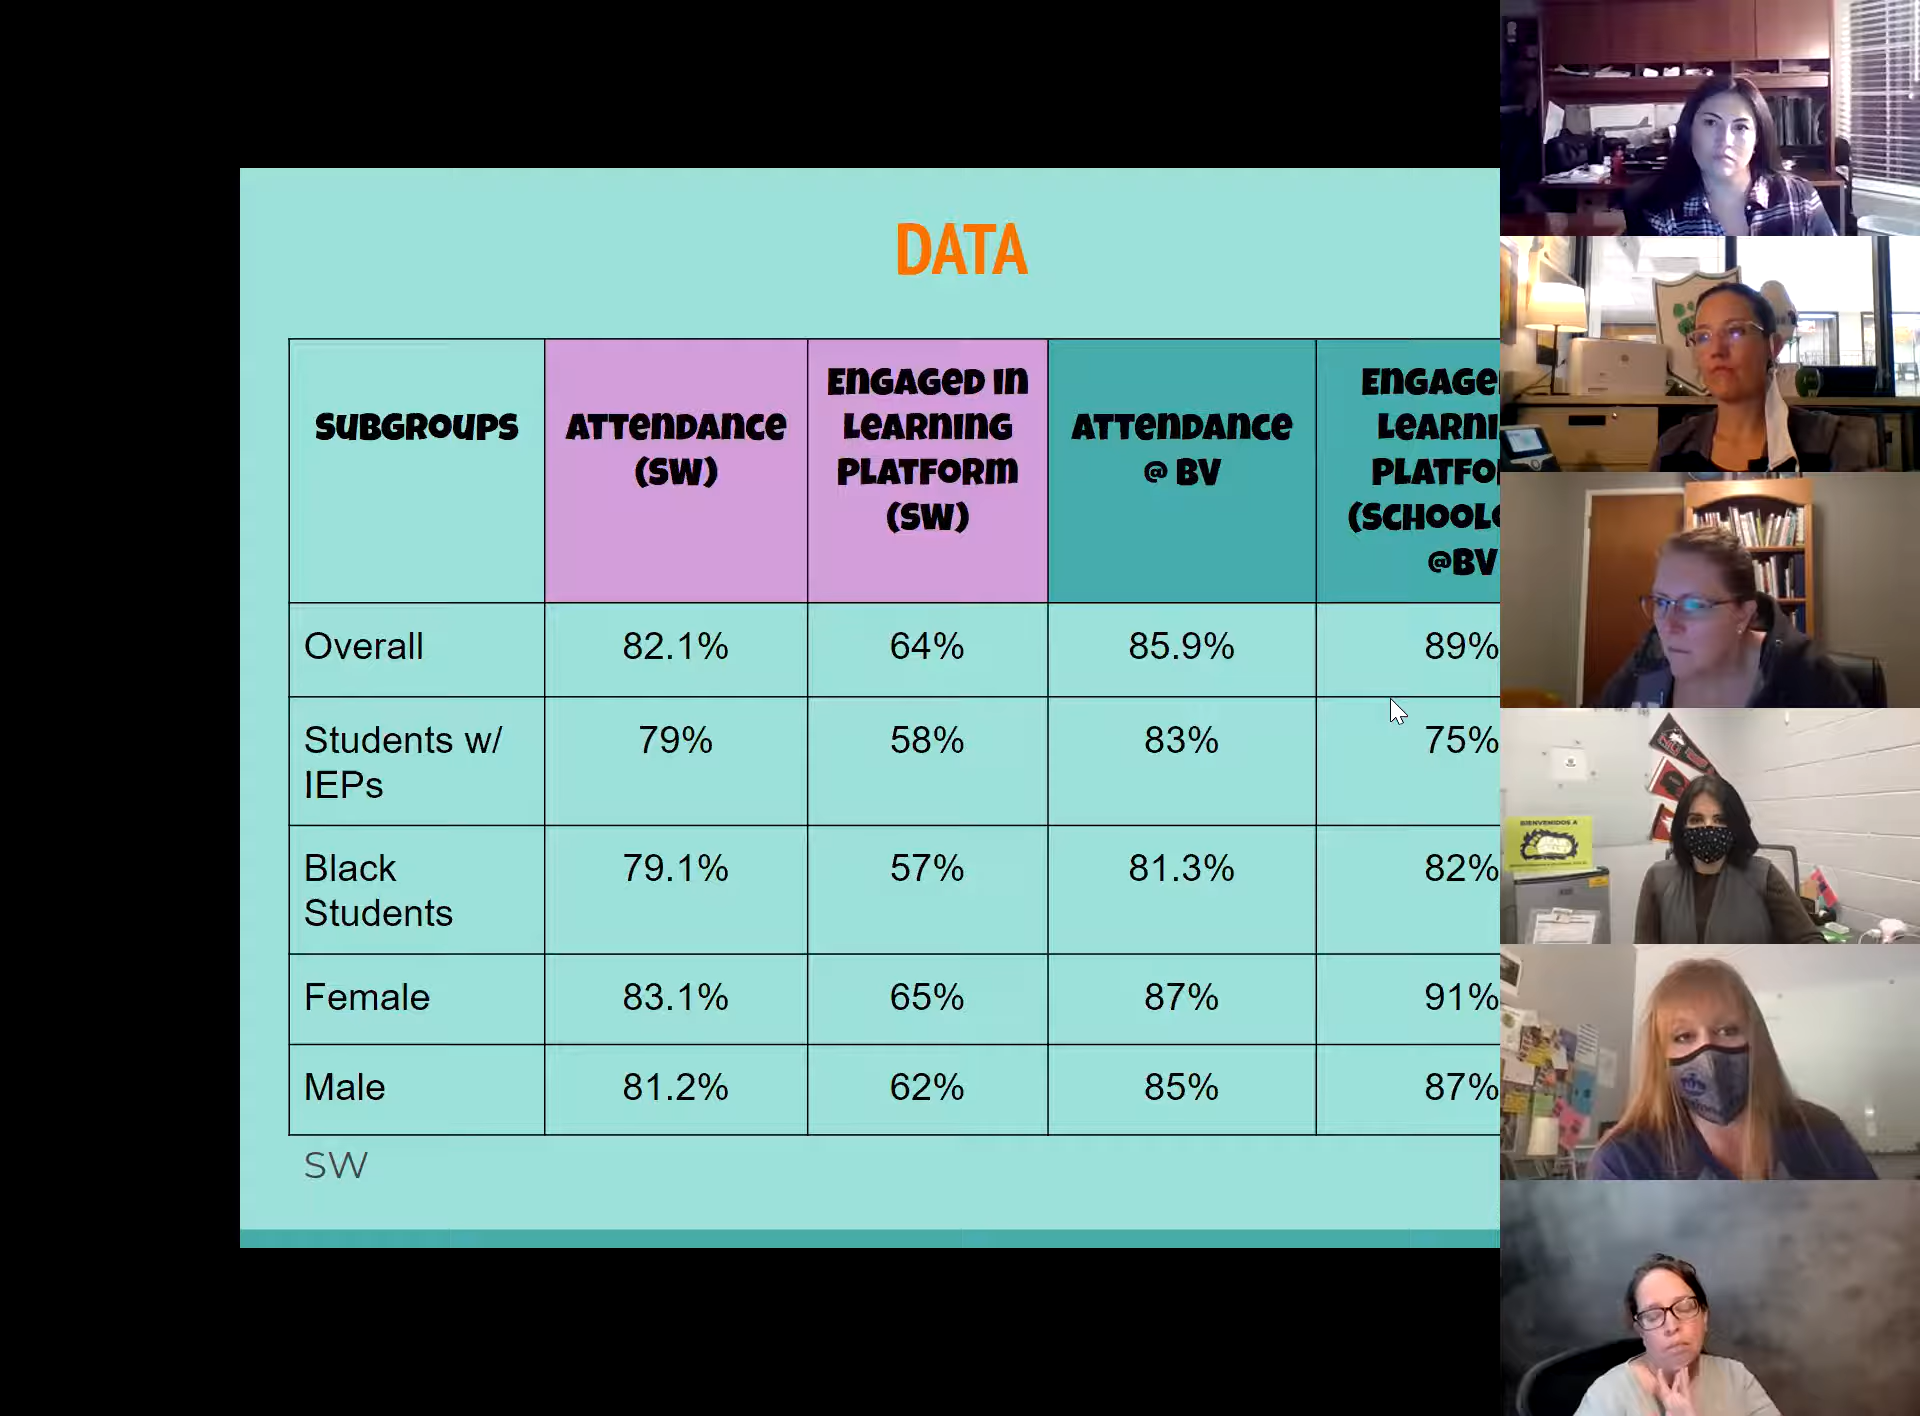 DATA
SUBGROUPS
ATTENDANCE
(SW)
ENGAGED IN
LEARNING
PLATFORM
(SW)
ATTENDANCE
@ BV
ENGAGE
LEARNI
PLATFO
(SCHOOL
@BV
Overall 82.1% 64% 85.9% 89%
Students w/
IEPs
79% 58% 83% 75%
Black
Students
79.1% 57% 81.3% 82%
Female 83.1% 65% 87% 91%
Male 81.2% 62% 85% 87%
SW
NIU
BIENVENIDOS A